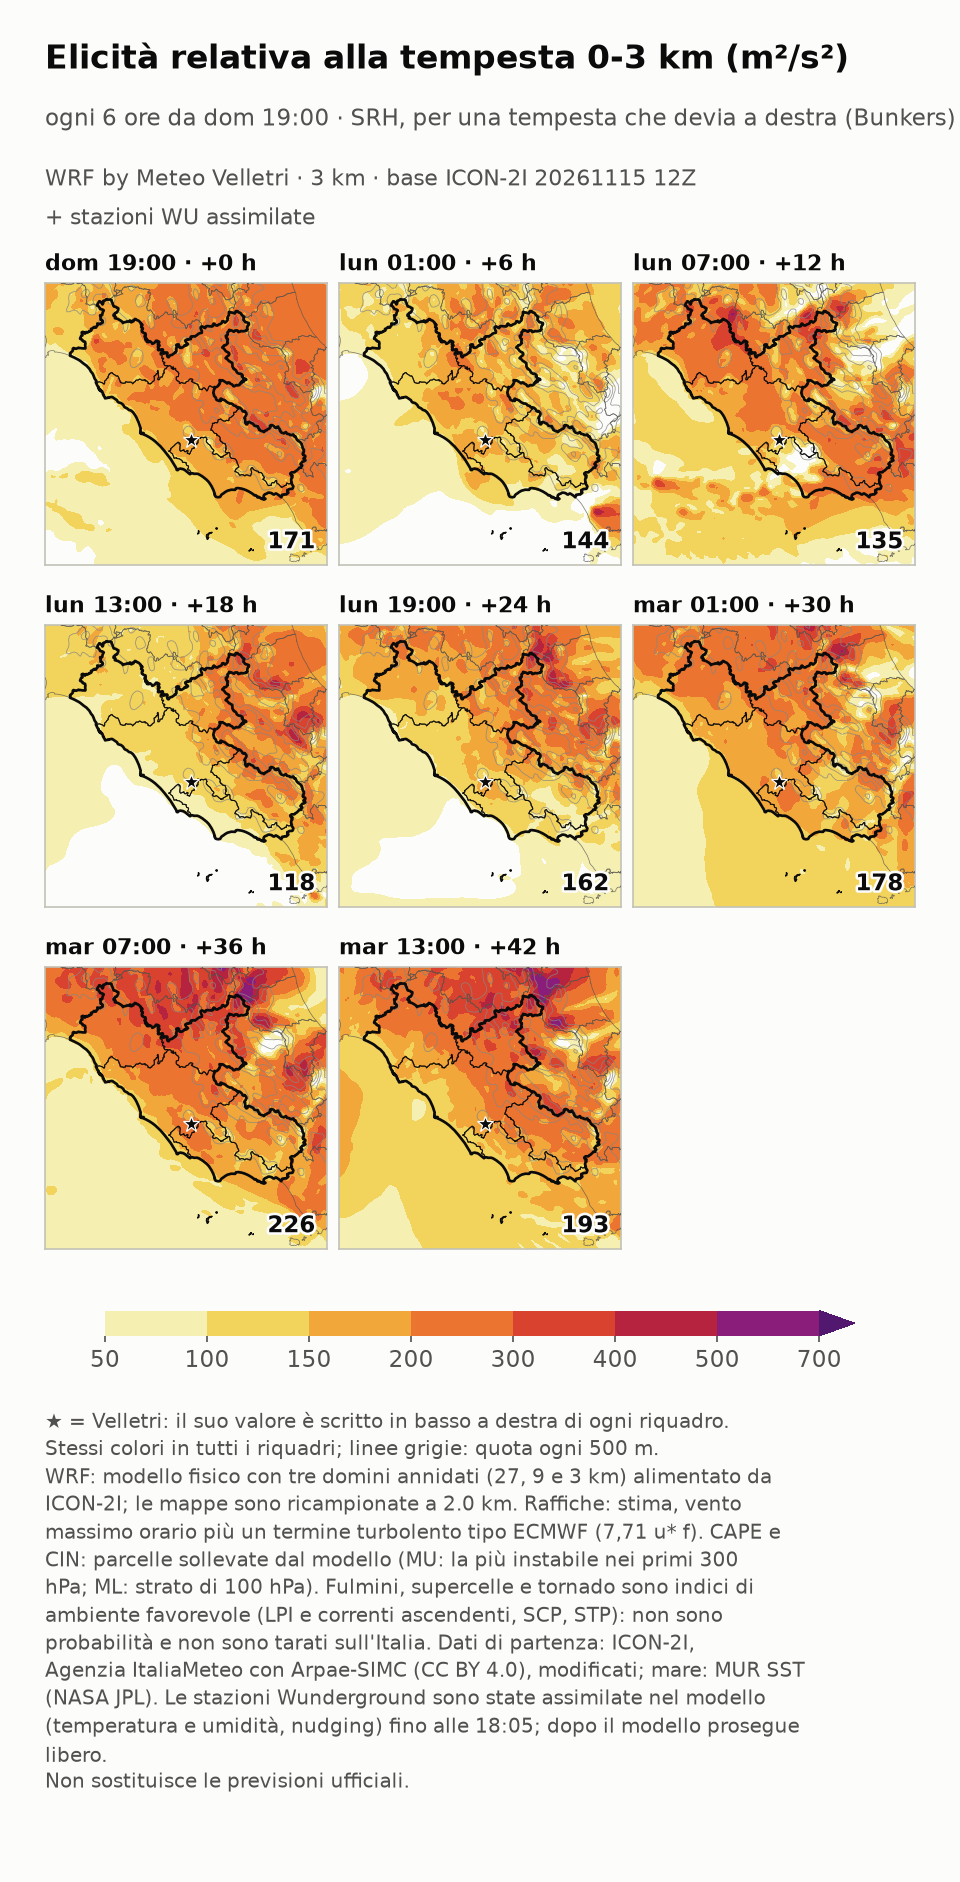 Elicità relativa alla tempesta 0-3 km (m²/s²)
ogni 6 ore da dom 19:00 · SRH, per una tempesta che devia a destra (Bunkers)
WRF by Meteo Velletri · 3 km · base ICON-2I 20261115 12Z
+ stazioni WU assimilate
dom 19:00 · +0 h
lun 01:00 · +6 h
lun 07:00 · +12 h
171
144
135
lun 13:00 · +18 h
lun 19:00 · +24 h
mar 01:00 · +30 h
118
162
178
mar 07:00 · +36 h
mar 13:00 · +42 h
226
193
50 100 150 200 300 400 500 700
★ = Velletri: il suo valore è scritto in basso a destra di ogni riquadro.
Stessi colori in tutti i riquadri; linee grigie: quota ogni 500 m.
WRF: modello fisico con tre domini annidati (27, 9 e 3 km) alimentato da
ICON-2I; le mappe sono ricampionate a 2.0 km. Raffiche: stima, vento
massimo orario più un termine turbolento tipo ECMWF (7,71 u* f). CAPE e
CIN: parcelle sollevate dal modello (MU: la più instabile nei primi 300
hPa; ML: strato di 100 hPa). Fulmini, supercelle e tornado sono indici di
ambiente favorevole (LPI e correnti ascendenti, SCP, STP): non sono
probabilità e non sono tarati sull'Italia. Dati di partenza: ICON-2I,
Agenzia ItaliaMeteo con Arpae-SIMC (CC BY 4.0), modificati; mare: MUR SST
(NASA JPL). Le stazioni Wunderground sono state assimilate nel modello
(temperatura e umidità, nudging) fino alle 18:05; dopo il modello prosegue
libero.
Non sostituisce le previsioni ufficiali.